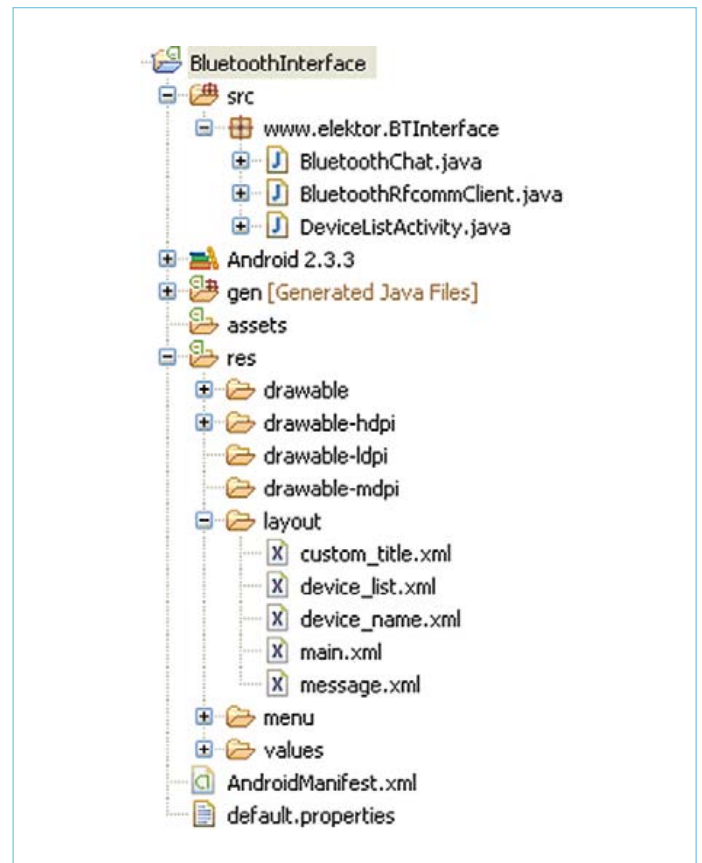 BluetoothInterface
src
www.elektor.BTInterface
BluetoothChat.java
BluetoothRfcommClient.java
DeviceListActivity.java
Android 2.3.3
gen [Generated Java Files]
assets
res
drawable
drawable-hdpi
drawable-ldpi
drawable-mdpi
layout
custom_title.xml
device_list.xml
device_name.xml
main.xml
message.xml
menu
values
AndroidManifest.xml
default.properties